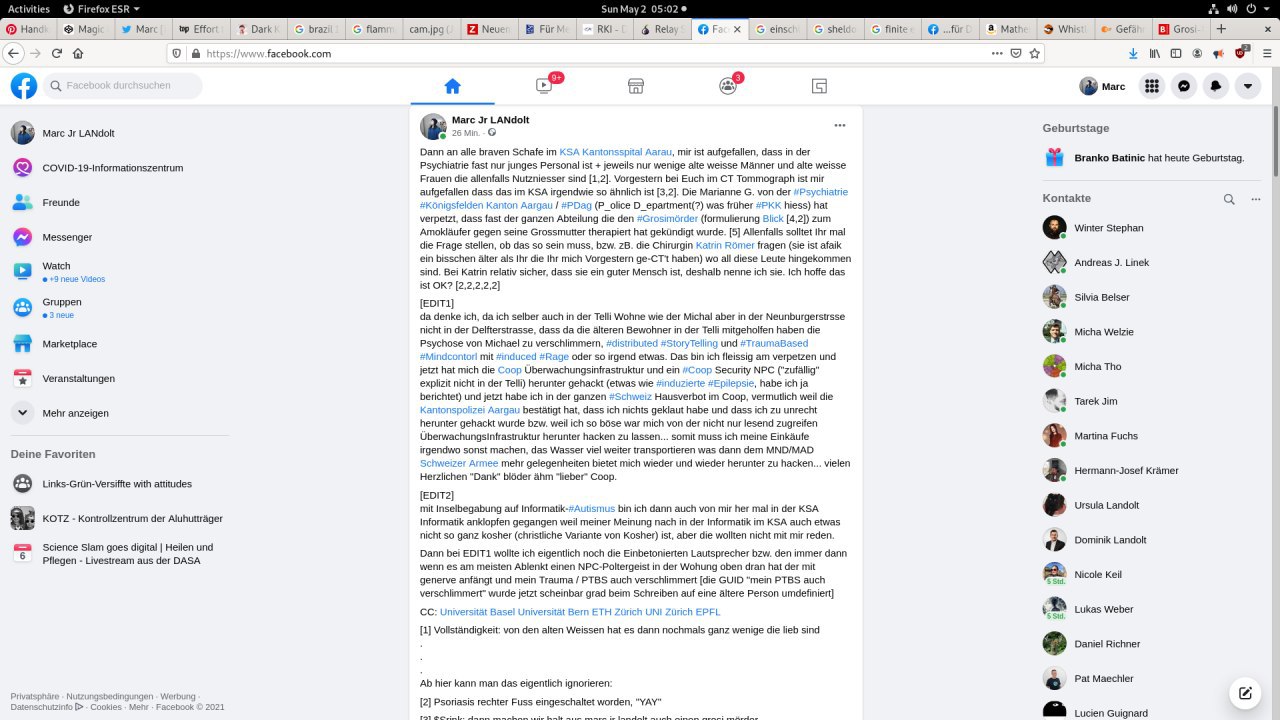 Activities Firefox ESR Sun May 2 05:02
Handk Magic Marc [ Effort I Dark K brazil flamm cam.jpg (J Neuen RKI - D Relay S Fac einsch shelde finite e …für D Mathe Whistl Gefäh Grosi-
https://www.facebook.com
Facebook durchsuchen
9+
3
Marc
Marc Jr LANdolt
COVID-19-Informationszentrum
Freunde
Messenger
Watch
+9 neue Videos
Gruppen
3 neue
Marketplace
Veranstaltungen
Mehr anzeigen
Deine Favoriten
Links-Grün-Versiffte with attitudes
KOTZ - Kontrollzentrum der Aluhutträger
6
Science Slam goes digital | Heilen und
Pflegen - Livestream aus der DASA
Privatsphäre · Nutzungsbedingungen · Werbung ·
Datenschutzinfo · Cookies · Mehr · Facebook © 2021
Marc Jr LANdolt
26 Min. ·
Dann an alle braven Schafe im KSA Kantonsspital Aarau, mir ist aufgefallen, dass in der
Psychiatrie fast nur junges Personal ist + jeweils nur wenige alte weisse Männer und alte weisse
Frauen die allenfalls Nutzniesser sind [1,2]. Vorgestern bei Euch im CT Tommograph ist mir
aufgefallen dass das im KSA irgendwie so ähnlich ist [3,2]. Die Marianne G. von der #Psychiatrie
#Königsfelden Kanton Aargau / #PDag (P_olice D_epartment(?) was früher #PKK hiess) hat
verpetzt, dass fast der ganzen Abteilung die den #Grosimörder (formulierung Blick [4,2]) zum
Amokläufer gegen seine Grossmutter therapiert hat gekündigt wurde. [5] Allenfalls solltet Ihr mal
die Frage stellen, ob das so sein muss, bzw. zB. die Chirurgin Katrin Römer fragen (sie ist afaik
ein bisschen älter als Ihr die Ihr mich Vorgestern ge-CT't haben) wo all diese Leute hingekommen
sind. Bei Katrin relativ sicher, dass sie ein guter Mensch ist, deshalb nenne ich sie. Ich hoffe das
ist OK? [2,2,2,2,2]
[EDIT1]
da denke ich, da ich selber auch in der Telli Wohne wie der Michal aber in der Neunburgerstrsse
nicht in der Delfterstrasse, dass da die älteren Bewohner in der Telli mitgeholfen haben die
Psychose von Michael zu verschlimmern, #distributed #StoryTelling und #TraumaBased
#Mindcontorl mit #induced #Rage oder so irgend etwas. Das bin ich fleissig am verpetzen und
jetzt hat mich die Coop Überwachungsinfrastruktur und ein #Coop Security NPC ("zufällig"
explizit nicht in der Telli) herunter gehackt (etwas wie #induzierte #Epilepsie, habe ich ja
berichtet) und jetzt habe ich in der ganzen #Schweiz Hausverbot im Coop, vermutlich weil die
Kantonspolizei Aargau bestätigt hat, dass ich nichts geklaut habe und dass ich zu unrecht
herunter gehackt wurde bzw. weil ich so böse war mich von der nicht nur lesend zugreifen
ÜberwachungsInfrastruktur herunter hacken zu lassen... somit muss ich meine Einkäufe
irgendwo sonst machen, das Wasser viel weiter transportieren was dann dem MND/MAD
Schweizer Armee mehr gelegenheiten bietet mich wieder und wieder herunter zu hacken... vielen
Herzlichen "Dank" blöder ähm "lieber" Coop.
[EDIT2]
mit Inselbegabung auf Informatik-#Autismus bin ich dann auch von mir her mal in der KSA
Informatik anklopfen gegangen weil meiner Meinung nach in der Informatik im KSA auch etwas
nicht so ganz kosher (christliche Variante von Kosher) ist, aber die wollten nicht mit mir reden.
Dann bei EDIT1 wollte ich eigentlich noch die Einbetonierten Lautsprecher bzw. den immer dann
wenn es am meisten Ablenkt einen NPC-Poltergeist in der Wohung oben dran hat der mit
generve anfängt und mein Trauma / PTBS auch verschlimmert [die GUID "mein PTBS auch
verschlimmert" wurde jetzt scheinbar grad beim Schreiben auf eine ältere Person umdefiniert]
CC: Universität Basel Universität Bern ETH Zürich UNI Zürich EPFL
[1] Vollständigkeit: von den alten Weissen hat es dann nochmals ganz wenige die lieb sind
.
.
.
Ab hier kann man das eigentlich ignorieren:
[2] Psoriasis rechter Fuss eingeschaltet worden, "YAY"
[3] $Srink: dann machen wir halt aus marc jr landolt auch einen grosi mörder
Geburtstage
Branko Batinic hat heute Geburtstag.
Kontakte
Winter Stephan
Andreas J. Linek
Silvia Belser
Micha Welzie
Micha Tho
Tarek Jim
Martina Fuchs
Hermann-Josef Krämer
Ursula Landolt
Dominik Landolt
Nicole Keil
5 Std.
Lukas Weber
5 Std.
Daniel Richner
Pat Maechler
Lucien Guignard